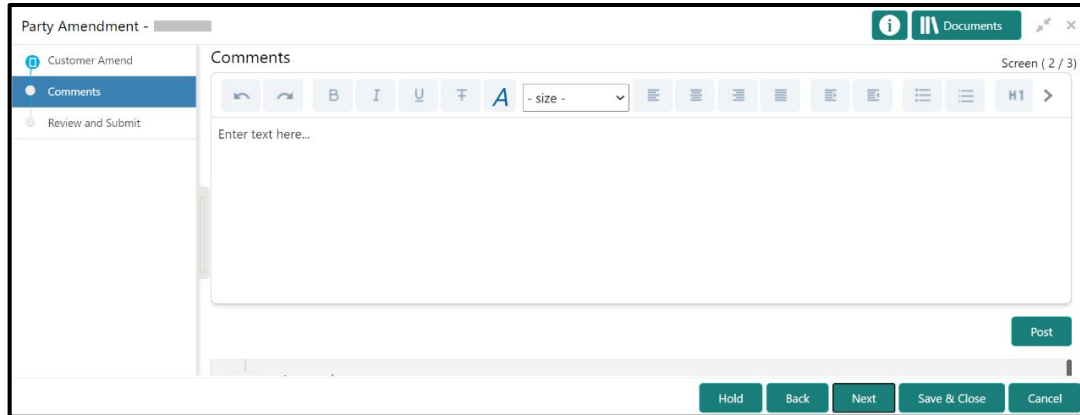 Party Amendment -
Documents
Customer Amend
Comments
Review and Submit
Comments
Screen ( 2 / 3)
B I U T A - size - H1
Enter text here...
Post
Hold Back Next Save & Close Cancel